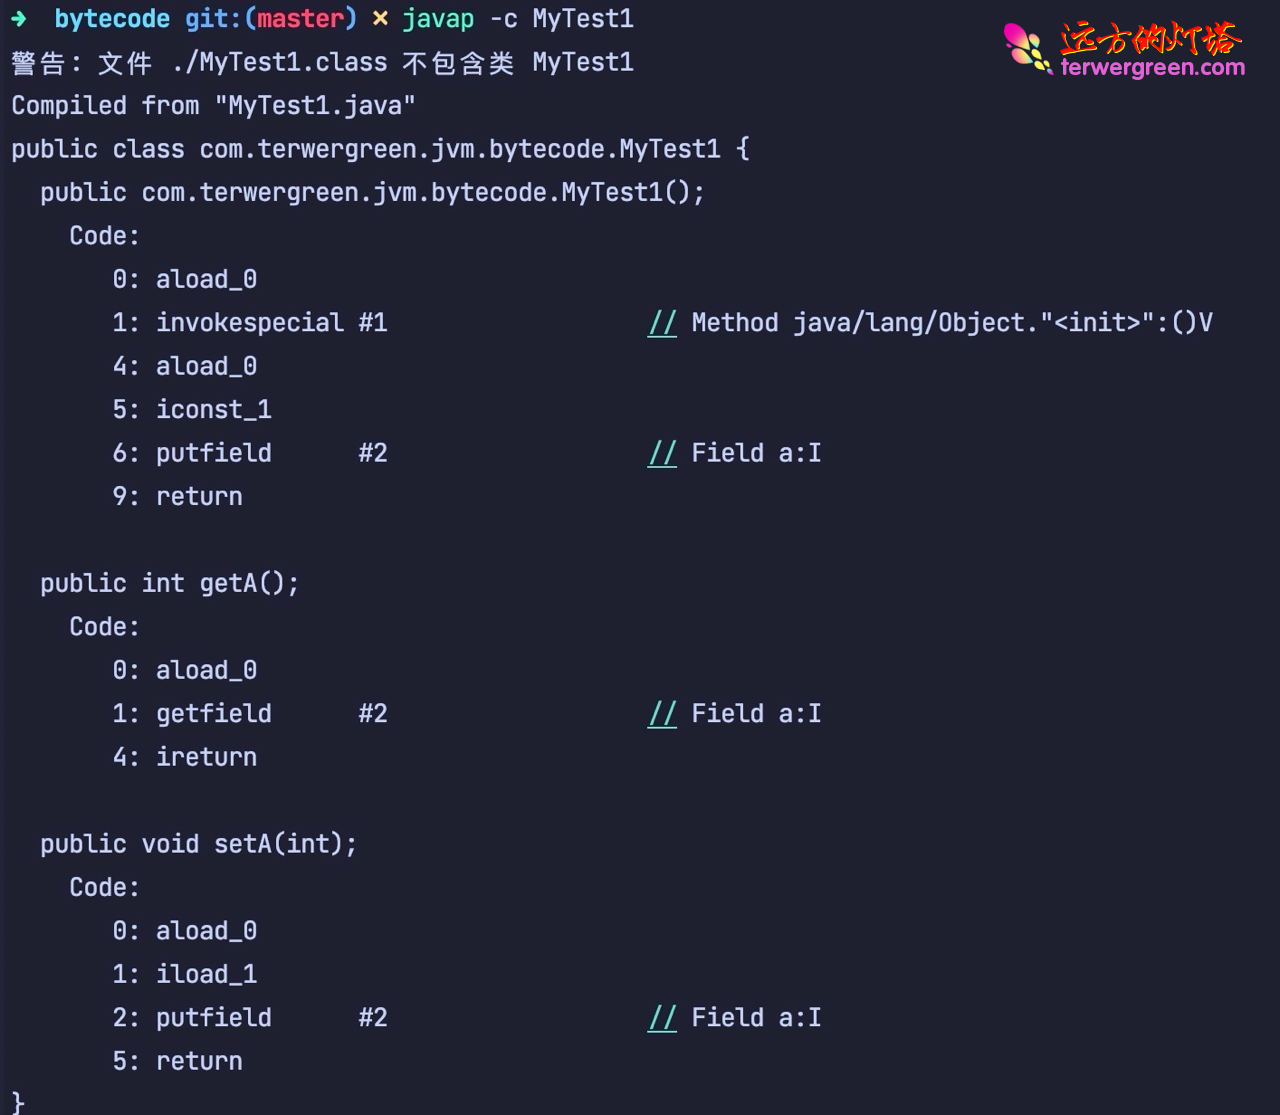 ➜  bytecode git:(master) ✗ javap -c MyTest1
警告: 文件 ./MyTest1.class 不包含类 MyTest1
Compiled from "MyTest1.java"
public class com.terwergreen.jvm.bytecode.MyTest1 {
  public com.terwergreen.jvm.bytecode.MyTest1();
    Code:
       0: aload_0
       1: invokespecial #1                  // Method java/lang/Object."<init>":()V
       4: aload_0
       5: iconst_1
       6: putfield      #2                  // Field a:I
       9: return

  public int getA();
    Code:
       0: aload_0
       1: getfield      #2                  // Field a:I
       4: ireturn

  public void setA(int);
    Code:
       0: aload_0
       1: iload_1
       2: putfield      #2                  // Field a:I
       5: return
}
远方的灯塔
terwergreen.com